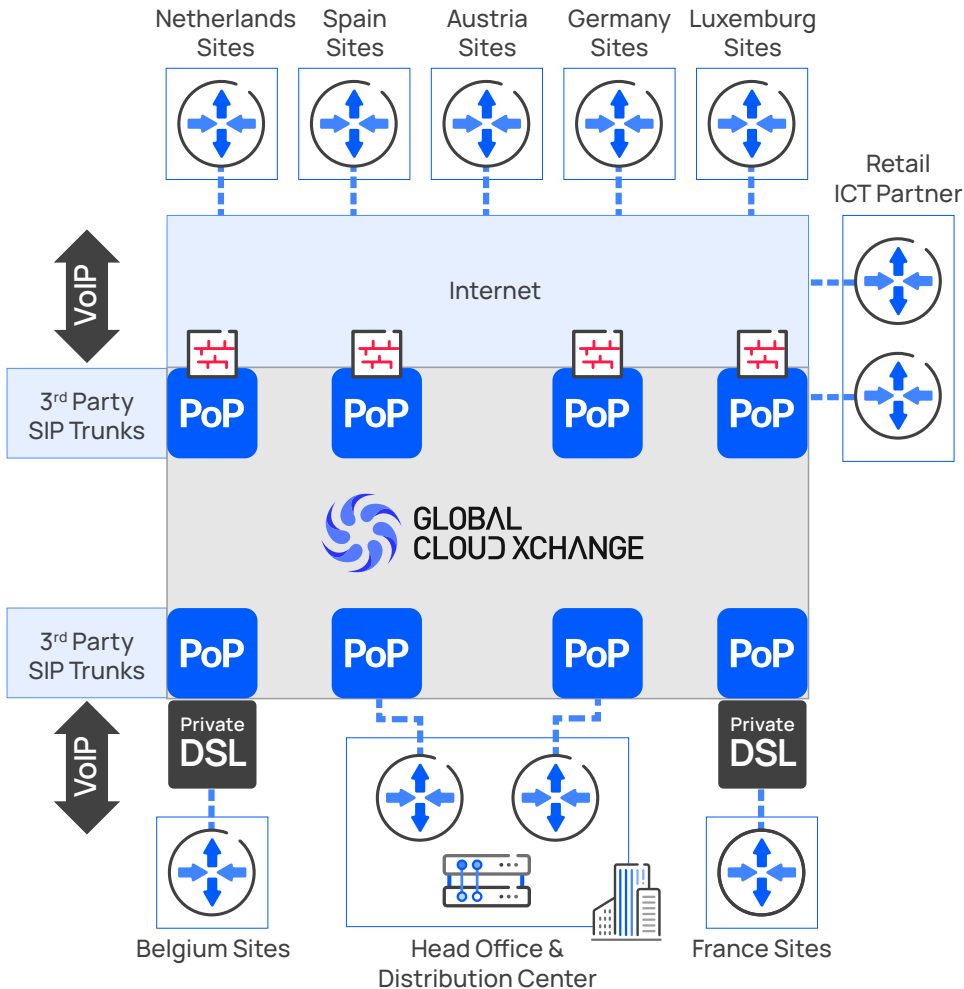 Netherlands
Sites
Spain
Sites
Austria
Sites
Germany
Sites
Luxemburg
Sites
Retail
ICT Partner
VoIP
Internet
3rd Party
SIP Trunks
PoP
PoP
PoP
PoP
GLOBAL
CLOUD XCHANGE
3rd Party
SIP Trunks
PoP
PoP
PoP
PoP
VoIP
Private
DSL
Private
DSL
Belgium Sites
Head Office &
Distribution Center
France Sites